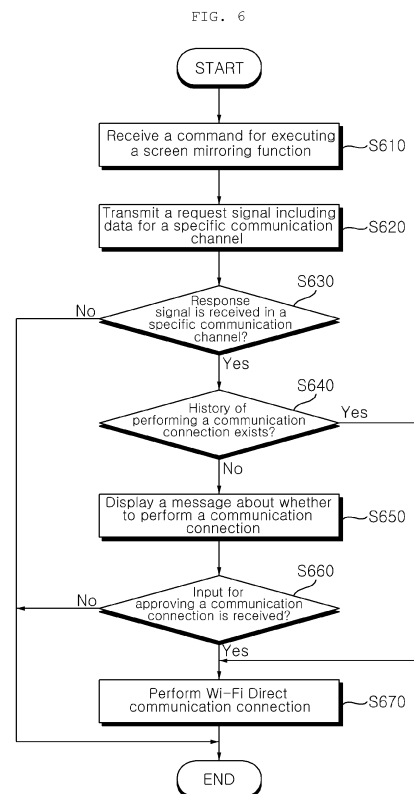 FIG. 6
START
Receive a command for executing
a screen mirroring function
S610
Transmit a request signal including
data for a specific communication
channel
S620
S630
Response
signal is received in a
specific communication
channel?
No
Yes
S640
History of
performing a communication
connection exists?
Yes
No
Display a message about whether
to perform a communication
connection
S650
S660
Input for
approving a communication
connection is received?
No
Yes
Perform Wi-Fi Direct
communication connection
S670
END